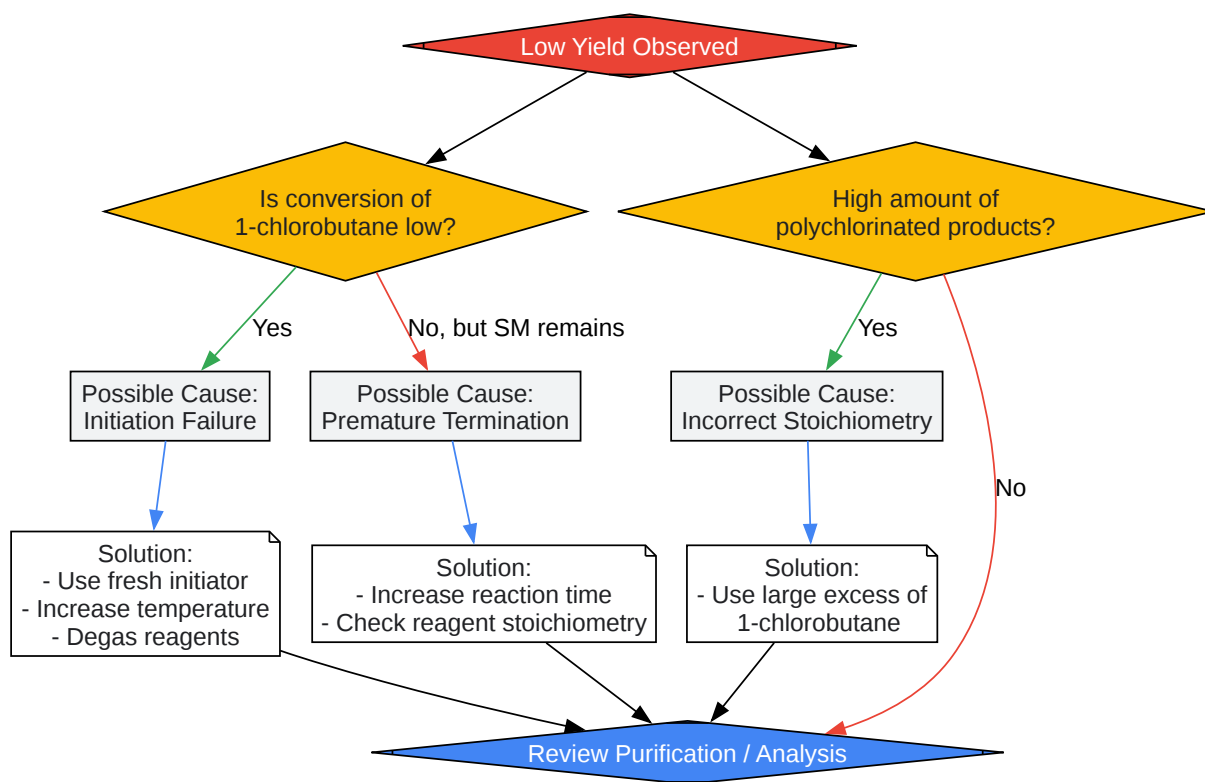 Low Yield Observed
Is conversion of
1-chlorobutane low?
High amount of
polychlorinated products?
Yes
No, but SM remains
Yes
Possible Cause:
Initiation Failure
Possible Cause:
Premature Termination
Possible Cause:
Incorrect Stoichiometry
No
Solution:
- Use fresh initiator
- Increase temperature
- Degas reagents
Solution:
- Increase reaction time
- Check reagent stoichiometry
Solution:
- Use large excess of
1-chlorobutane
Review Purification / Analysis